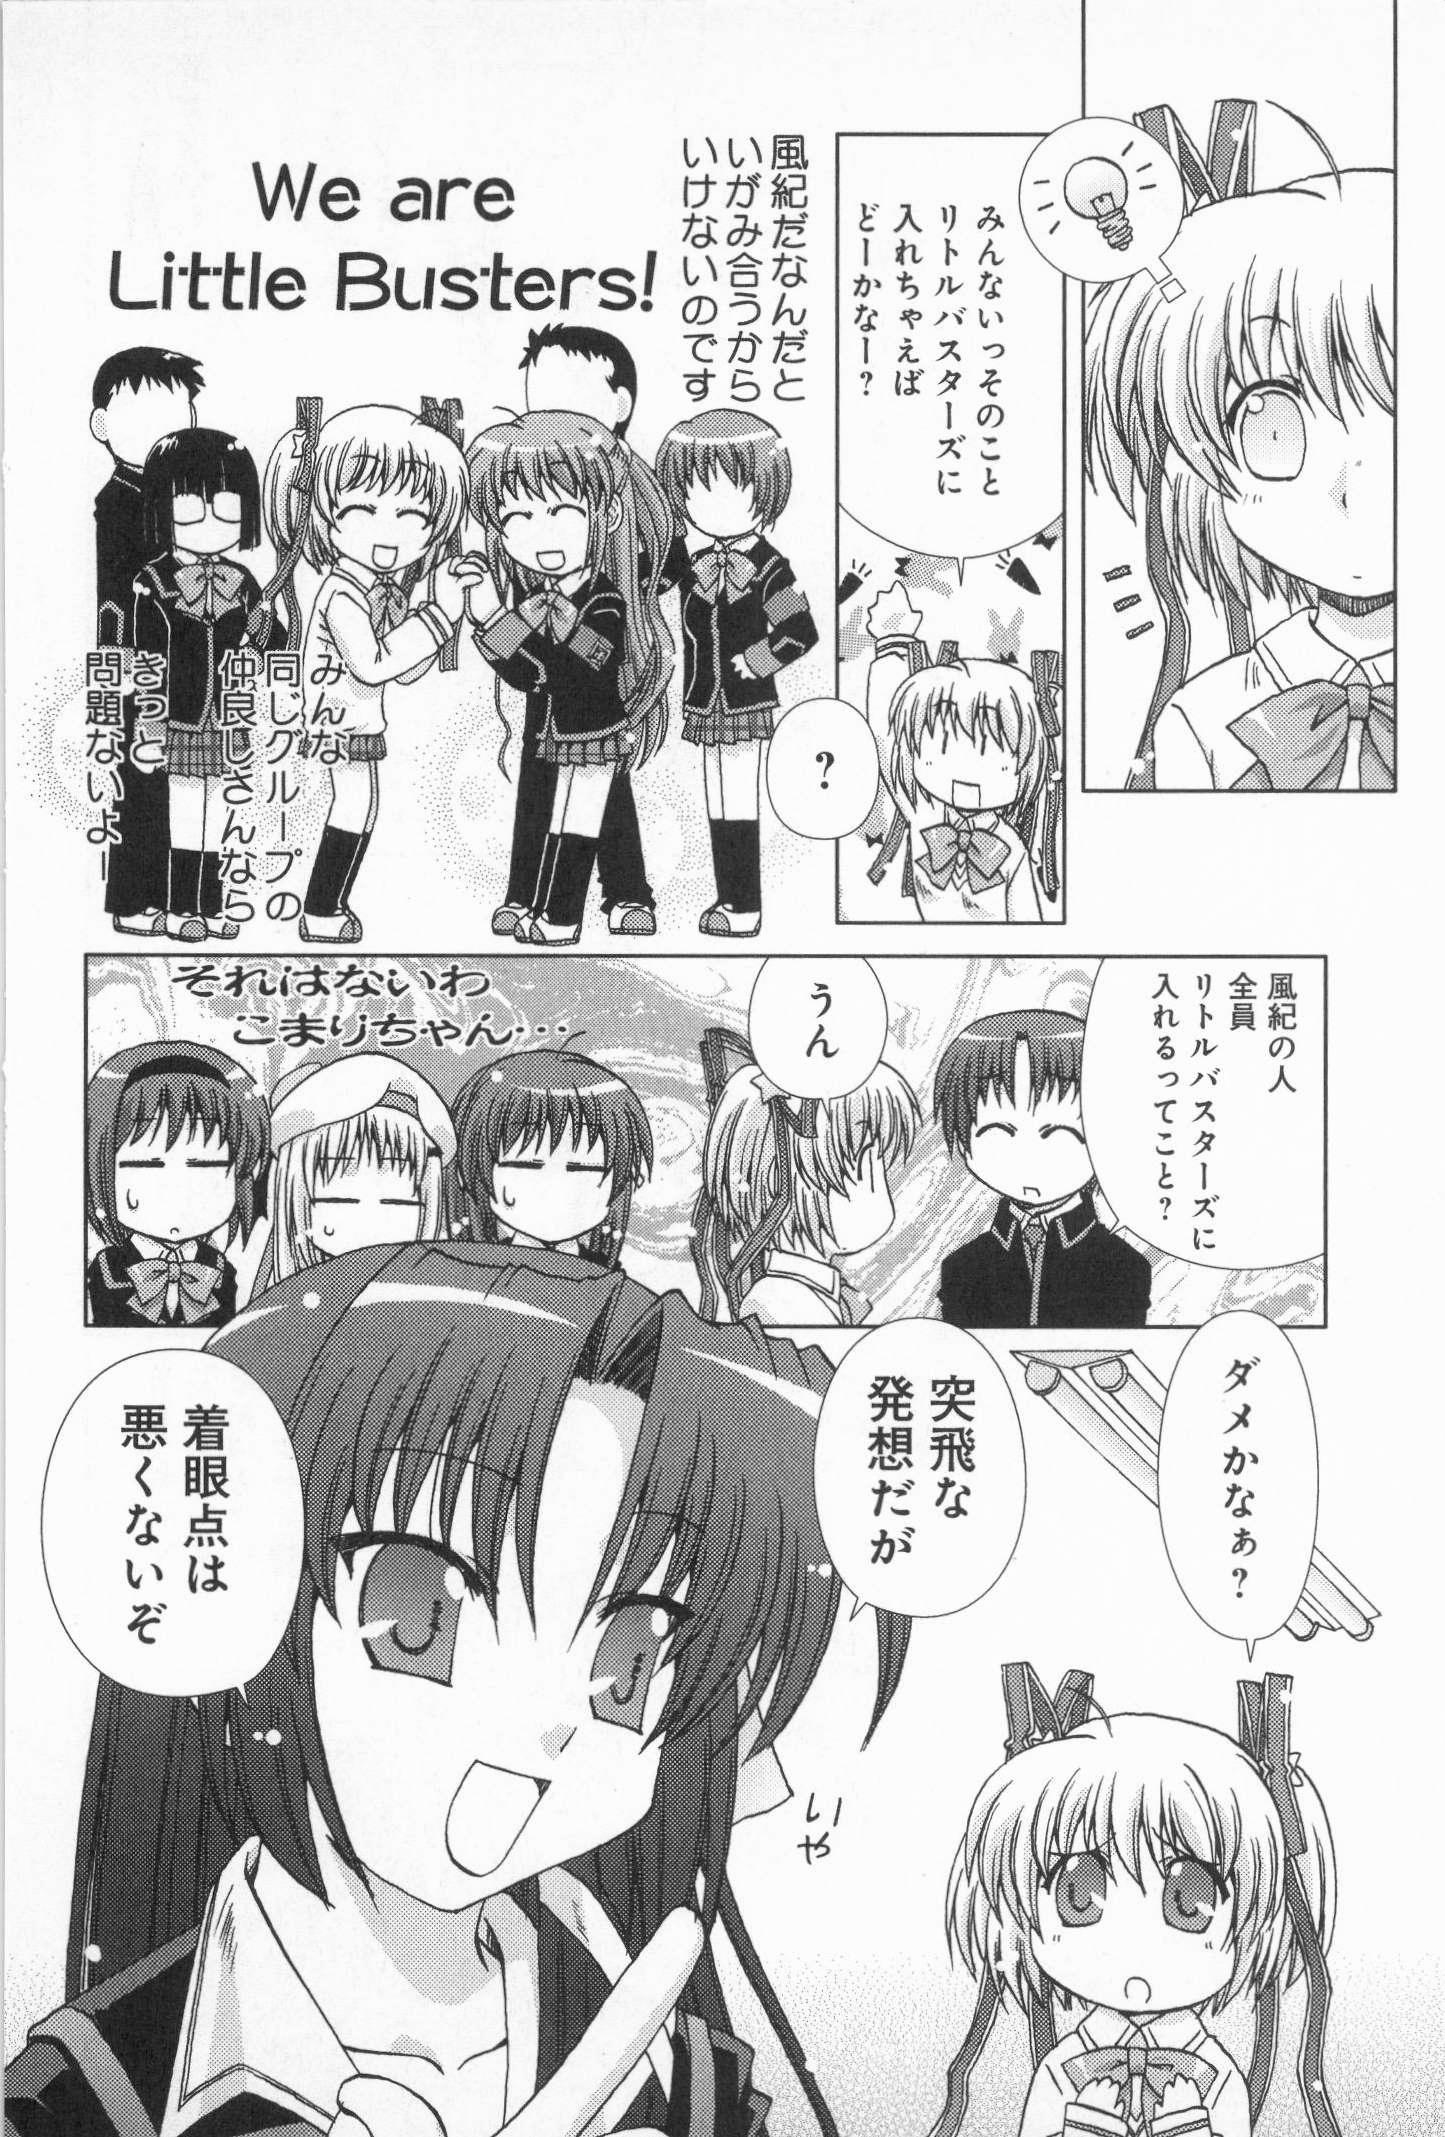 みんないっそのこと
リトルバスターズに
入れちゃえば
どーかなー?
?
風紀だなんだと
いがみ合うから
いけないのです
We are
Little Busters!
みんな
同じグループの
仲良しさんなら
きっと
問題ないよー
風紀の人
全員
リトルバスターズに
入れるってこと?
うん
それはないわ
こまりちゃん…
ダメかなぁ?
突飛な
発想だが
いや
着眼点は
悪くないぞ